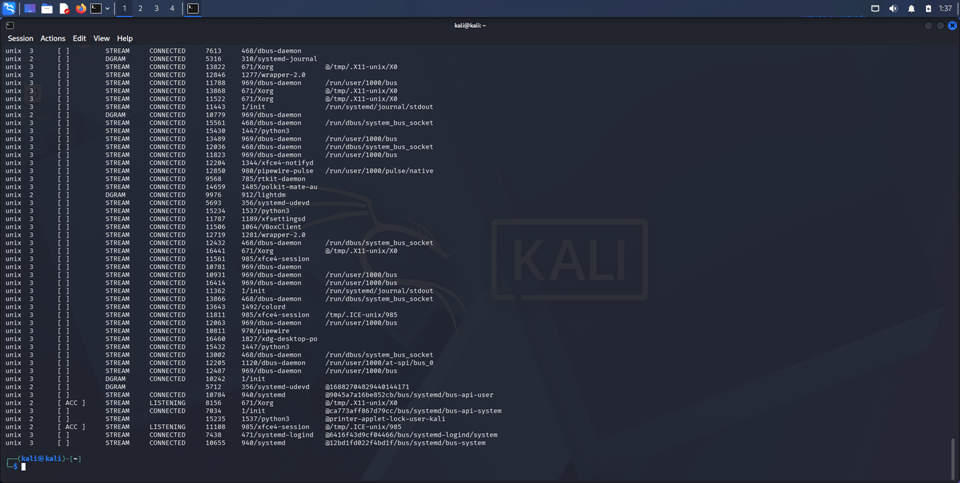 1 2 3 4 1:37
kali@kali: ~
Session Actions Edit View Help
unix 3 [ ] STREAM CONNECTED 7613 468/dbus-daemon
unix 2 [ ] DGRAM CONNECTED 5316 310/systemd-journal
unix 3 [ ] STREAM CONNECTED 13822 671/Xorg @/tmp/.X11-unix/X0
unix 3 [ ] STREAM CONNECTED 12846 1277/wrapper-2.0
unix 3 [ ] STREAM CONNECTED 11788 969/dbus-daemon /run/user/1000/bus
unix 3 [ ] STREAM CONNECTED 13868 671/Xorg @/tmp/.X11-unix/X0
unix 3 [ ] STREAM CONNECTED 11522 671/Xorg @/tmp/.X11-unix/X0
unix 3 [ ] STREAM CONNECTED 11443 1/init /run/systemd/journal/stdout
unix 2 [ ] DGRAM CONNECTED 10779 969/dbus-daemon
unix 3 [ ] STREAM CONNECTED 15561 468/dbus-daemon /run/dbus/system_bus_socket
unix 3 [ ] STREAM CONNECTED 15430 1447/python3
unix 3 [ ] STREAM CONNECTED 13489 969/dbus-daemon /run/user/1000/bus
unix 3 [ ] STREAM CONNECTED 12036 468/dbus-daemon /run/dbus/system_bus_socket
unix 3 [ ] STREAM CONNECTED 11823 969/dbus-daemon /run/user/1000/bus
unix 3 [ ] STREAM CONNECTED 12204 1344/xfce4-notifyd
unix 3 [ ] STREAM CONNECTED 12850 980/pipewire-pulse /run/user/1000/pulse/native
unix 3 [ ] STREAM CONNECTED 9568 785/rtkit-daemon
unix 3 [ ] STREAM CONNECTED 14659 1485/polkit-mate-au
unix 2 [ ] DGRAM CONNECTED 9976 912/lightdm
unix 3 [ ] STREAM CONNECTED 5693 356/systemd-udevd
unix 3 [ ] STREAM CONNECTED 15234 1537/python3
unix 3 [ ] STREAM CONNECTED 11787 1189/xfsettingsd
unix 3 [ ] STREAM CONNECTED 11506 1064/VBoxClient
unix 3 [ ] STREAM CONNECTED 12719 1281/wrapper-2.0
unix 3 [ ] STREAM CONNECTED 12432 468/dbus-daemon /run/dbus/system_bus_socket
unix 3 [ ] STREAM CONNECTED 16441 671/Xorg @/tmp/.X11-unix/X0
unix 3 [ ] STREAM CONNECTED 11561 985/xfce4-session
unix 3 [ ] STREAM CONNECTED 10781 969/dbus-daemon
unix 3 [ ] STREAM CONNECTED 10931 969/dbus-daemon /run/user/1000/bus
unix 3 [ ] STREAM CONNECTED 16414 969/dbus-daemon /run/user/1000/bus
unix 3 [ ] STREAM CONNECTED 11362 1/init /run/systemd/journal/stdout
unix 3 [ ] STREAM CONNECTED 13866 468/dbus-daemon /run/dbus/system_bus_socket
unix 3 [ ] STREAM CONNECTED 13643 1492/colord
unix 3 [ ] STREAM CONNECTED 11811 985/xfce4-session /tmp/.ICE-unix/985
unix 3 [ ] STREAM CONNECTED 12063 969/dbus-daemon /run/user/1000/bus
unix 3 [ ] STREAM CONNECTED 10811 970/pipewire
unix 3 [ ] STREAM CONNECTED 16460 1827/xdg-desktop-po
unix 3 [ ] STREAM CONNECTED 15432 1447/python3
unix 3 [ ] STREAM CONNECTED 13002 468/dbus-daemon /run/dbus/system_bus_socket
unix 3 [ ] STREAM CONNECTED 12205 1120/dbus-daemon /run/user/1000/at-spi/bus_0
unix 3 [ ] STREAM CONNECTED 12487 969/dbus-daemon /run/user/1000/bus
unix 3 [ ] DGRAM CONNECTED 10242 1/init
unix 2 [ ] DGRAM 5712 356/systemd-udevd @16882704829440144171
unix 3 [ ] STREAM CONNECTED 10784 940/systemd @9045a7a16be852cb/bus/systemd/bus-api-user
unix 2 [ ACC ] STREAM LISTENING 8156 671/Xorg @/tmp/.X11-unix/X0
unix 3 [ ] STREAM CONNECTED 7034 1/init @ca773aff867d79cc/bus/systemd/bus-api-system
unix 2 [ ] STREAM 15235 1537/python3 @printer-applet-lock-user-kali
unix 2 [ ACC ] STREAM LISTENING 11108 985/xfce4-session @/tmp/.ICE-unix/985
unix 3 [ ] STREAM CONNECTED 7438 471/systemd-logind @6416f43d9cf04466/bus/systemd-logind/system
unix 3 [ ] STREAM CONNECTED 10655 940/systemd @12bd1fd022f4bd1f/bus/systemd/bus-system
┌──(kali㉿kali)-[~]
└─$
KALI